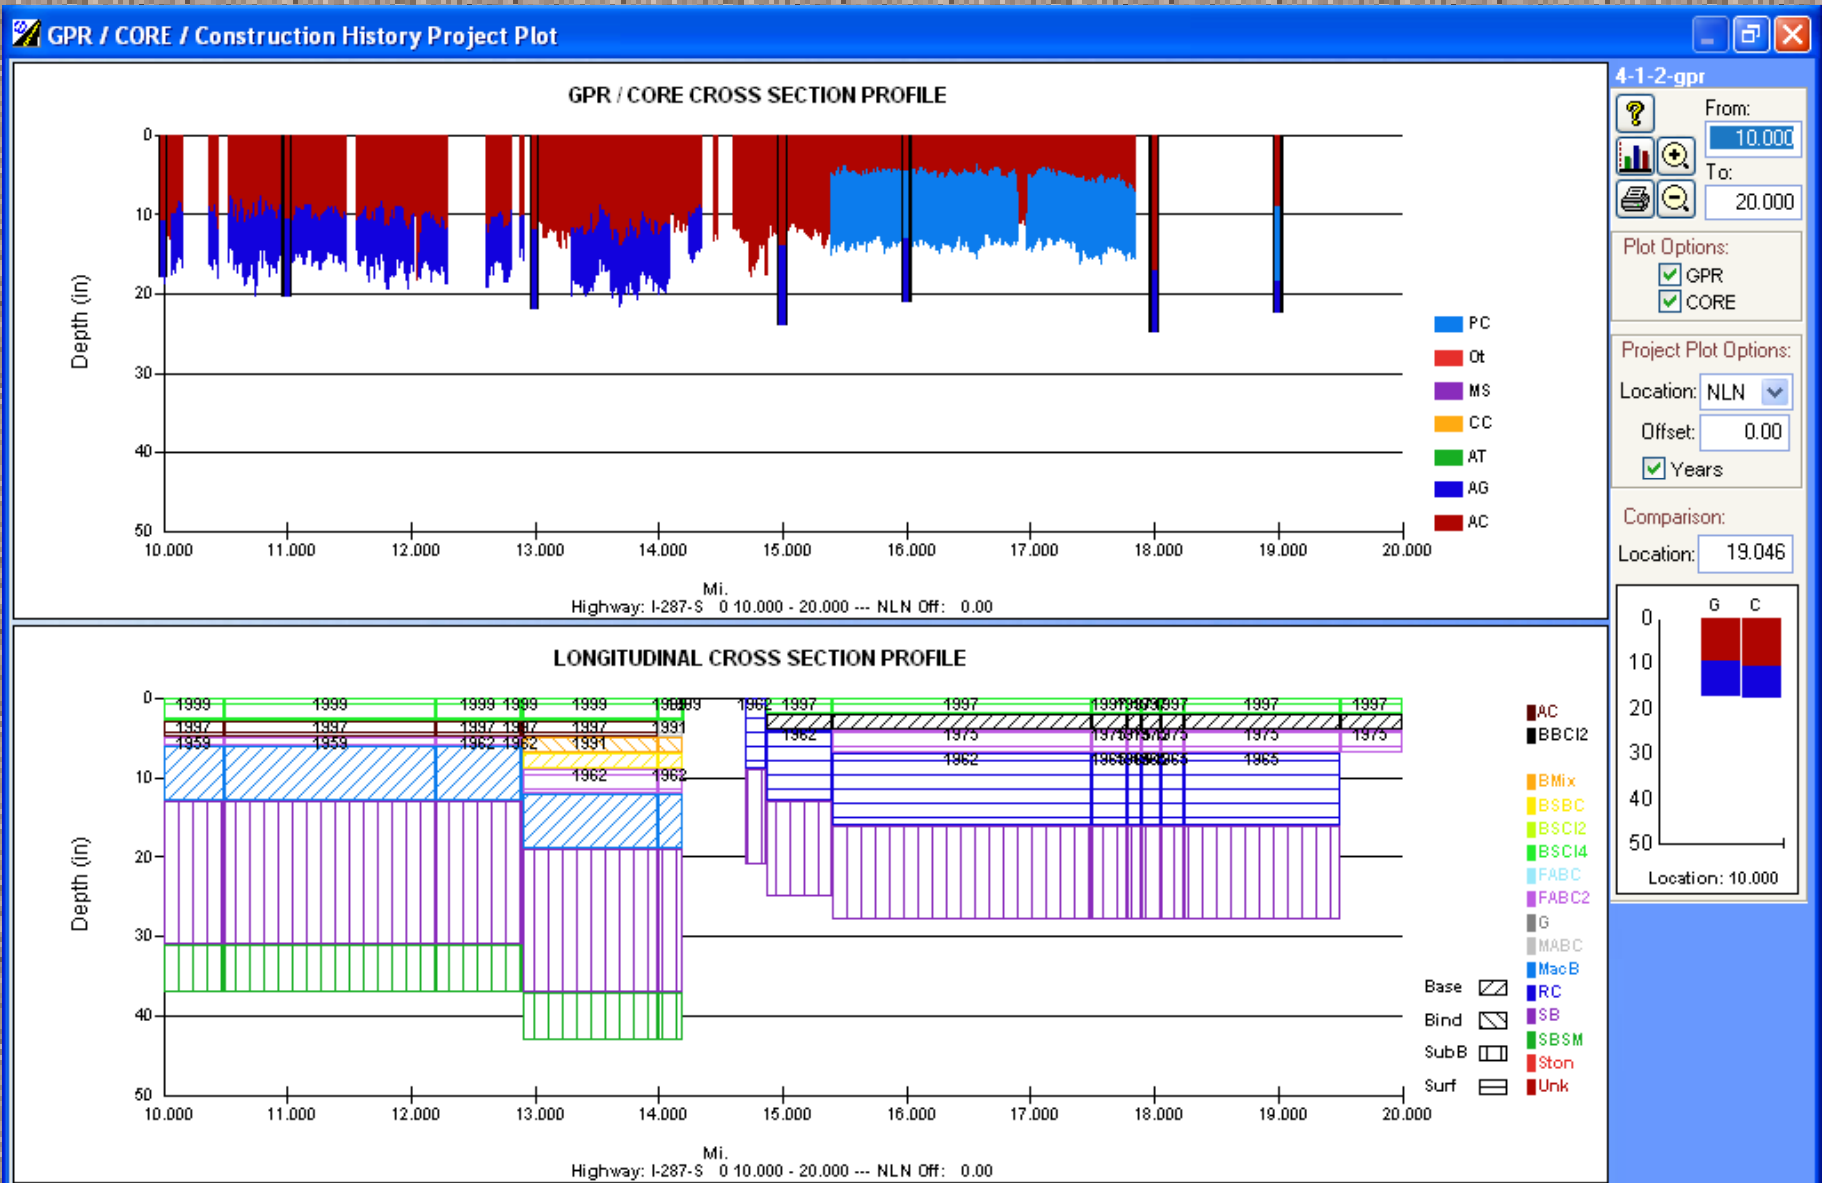 GPR / CORE / Construction History Project Plot
GPR / CORE CROSS SECTION PROFILE
0
10
20
30
40
50
Depth (in)
10.000 11.000 12.000 13.000 14.000 15.000 16.000 17.000 18.000 19.000 20.000
Mi.
Highway: I-287-S 0 10.000 - 20.000 --- NLN Off: 0.00
PC
Ot
MS
CC
AT
AG
AC
LONGITUDINAL CROSS SECTION PROFILE
0
10
20
30
40
50
Depth (in)
1999 1999 1999 1999 1997 1997 1997 1997 1997
1997 1997 1997 1997 1991
1959 1959 1962 1991 1962 1975 1975 1975
1962 1962 1962 1965
10.000 11.000 12.000 13.000 14.000 15.000 16.000 17.000 18.000 19.000 20.000
Mi.
Highway: I-287-S 0 10.000 - 20.000 --- NLN Off: 0.00
Base
Bind
SubB
Surf
AC
BBCI2
BMix
BSBC
BSCI2
BSCI4
FABC
FABC2
G
MABC
MacB
RC
SB
SBSM
Ston
Unk
4-1-2-gpr
From:
10.000
To:
20.000
Plot Options:
GPR
CORE
Project Plot Options:
Location: NLN
Offset: 0.00
Years
Comparison:
Location: 19.046
G C
0
10
20
30
40
50
Location: 10.000